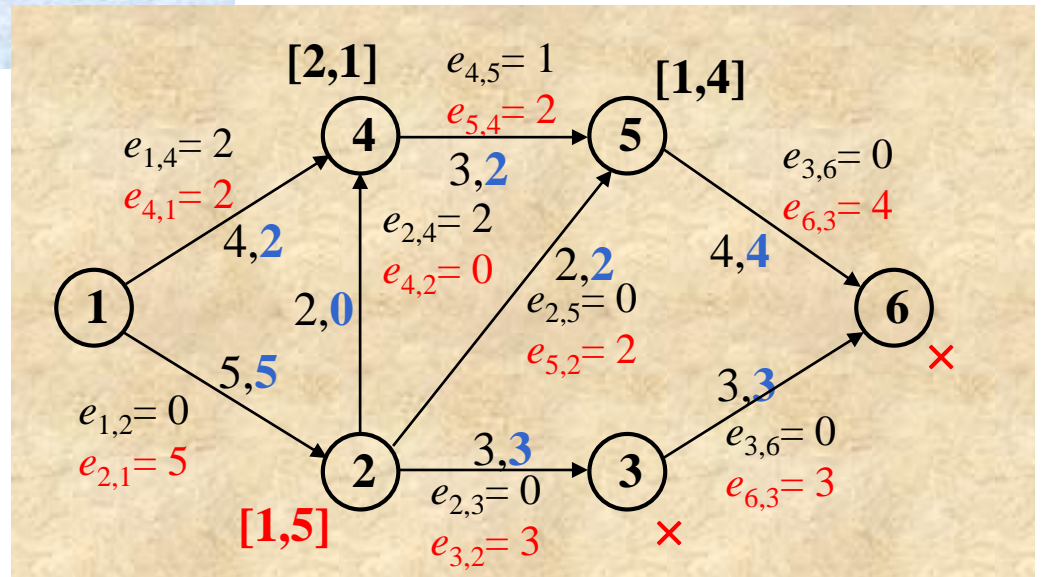 [2,1]
e4,5= 1
e5,4= 2
[1,4]
4
5
3,2
e1,4= 2
e4,1= 2
4,2
e3,6= 0
e6,3= 4
4,4
e2,4= 2
e4,2= 0
2,2
e2,5= 0
e5,2= 2
2,0
1
6
×
5,5
e1,2= 0
e2,1= 5
3,3
e3,6= 0
e6,3= 3
2
3,3
3
e2,3= 0
e3,2= 3
[1,5]
×